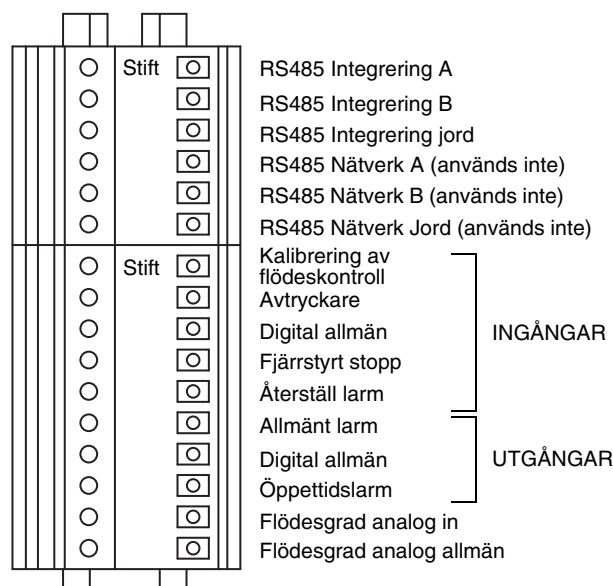 Stift RS485 Integrering A
RS485 Integrering B
RS485 Integrering jord
RS485 Nätverk A (används inte)
RS485 Nätverk B (används inte)
RS485 Nätverk Jord (används inte)
Stift Kalibrering av
flödeskontroll
Avtryckare
Digital allmän
INGÅNGAR
Fjärrstyrt stopp
Återställ larm
Allmänt larm
Digital allmän
UTGÅNGAR
Öppettidslarm
Flödesgrad analog in
Flödesgrad analog allmän